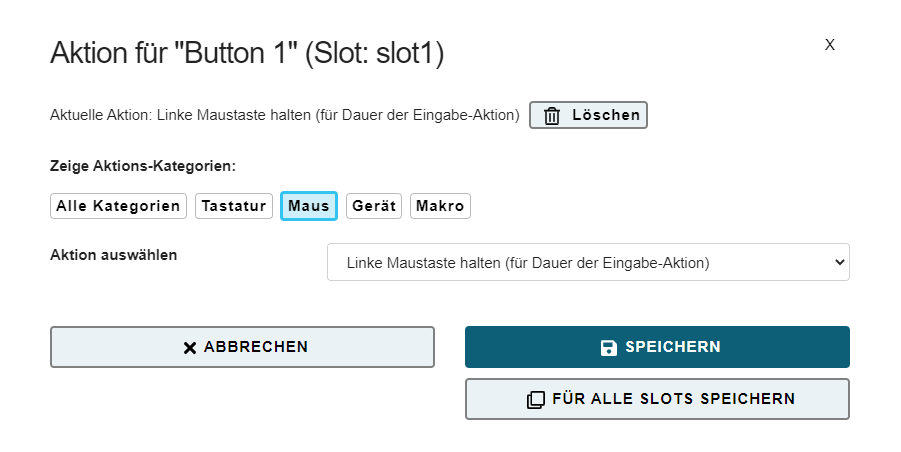 Aktion für "Button 1" (Slot: slot1)
X
Aktuelle Aktion: Linke Maustaste halten (für Dauer der Eingabe-Aktion) Löschen
Zeige Aktions-Kategorien:
Alle Kategorien Tastatur Maus Gerät Makro
Aktion auswählen Linke Maustaste halten (für Dauer der Eingabe-Aktion)
ABBRECHEN SPEICHERN
FÜR ALLE SLOTS SPEICHERN